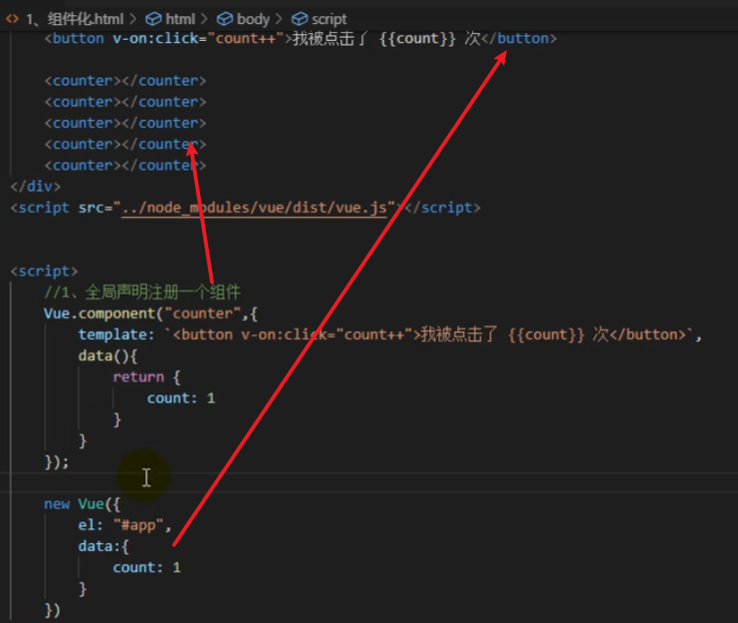 1、组件化.html > html > body > script
<button v-on:click="count++">我被点击了 {{count}} 次</button>
<counter></counter>
<counter></counter>
<counter></counter>
<counter></counter>
<counter></counter>
</div>
<script src="../node_modules/vue/dist/vue.js"></script>
<script>
//1、全局声明注册一个组件
Vue.component("counter",{
template: `<button v-on:click="count++">我被点击了 {{count}} 次</button>`,
data(){
return {
count: 1
}
}
});
new Vue({
el: "#app",
data:{
count: 1
}
})